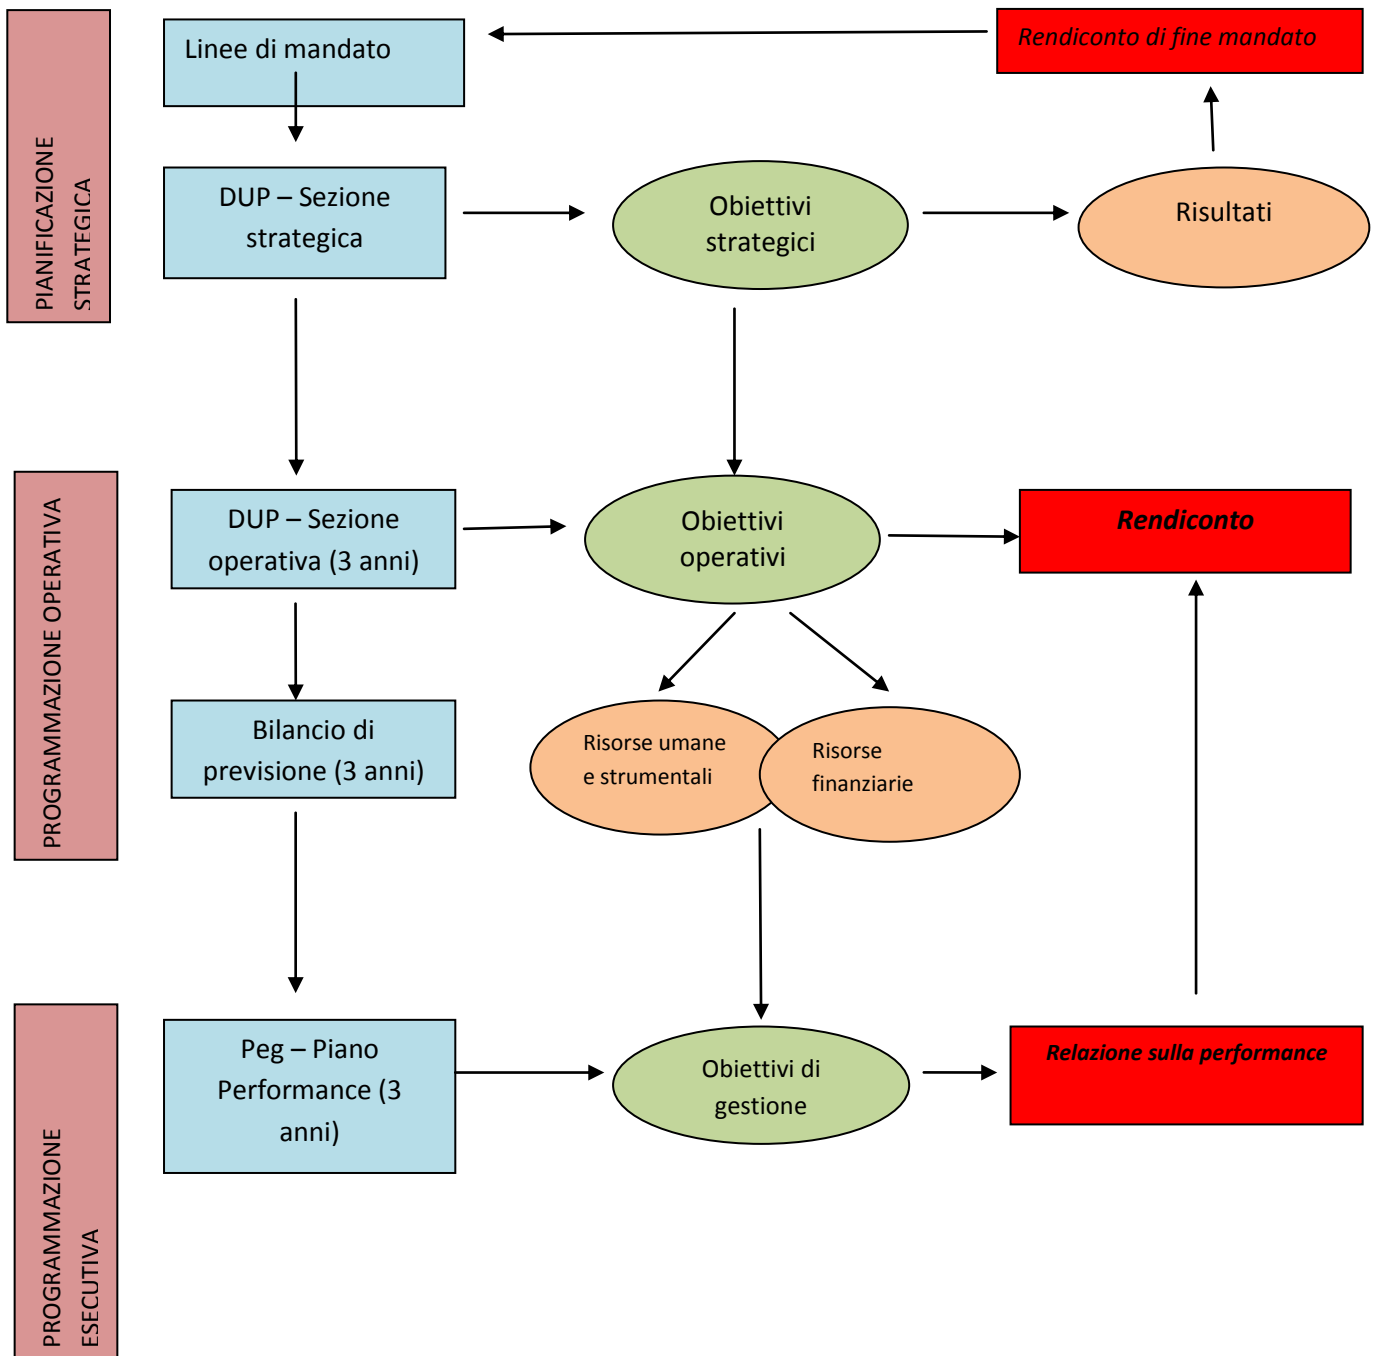 PIANIFICAZIONE
STRATEGICA
Linee di mandato
Rendiconto di fine mandato
DUP – Sezione
strategica
Obiettivi
strategici
Risultati
PROGRAMMAZIONE OPERATIVA
DUP – Sezione
operativa (3 anni)
Obiettivi
operativi
Rendiconto
Bilancio di
previsione (3 anni)
Risorse umane
e strumentali
Risorse
finanziarie
PROGRAMMAZIONE
ESECUTIVA
Peg – Piano
Performance (3
anni)
Obiettivi di
gestione
Relazione sulla performance